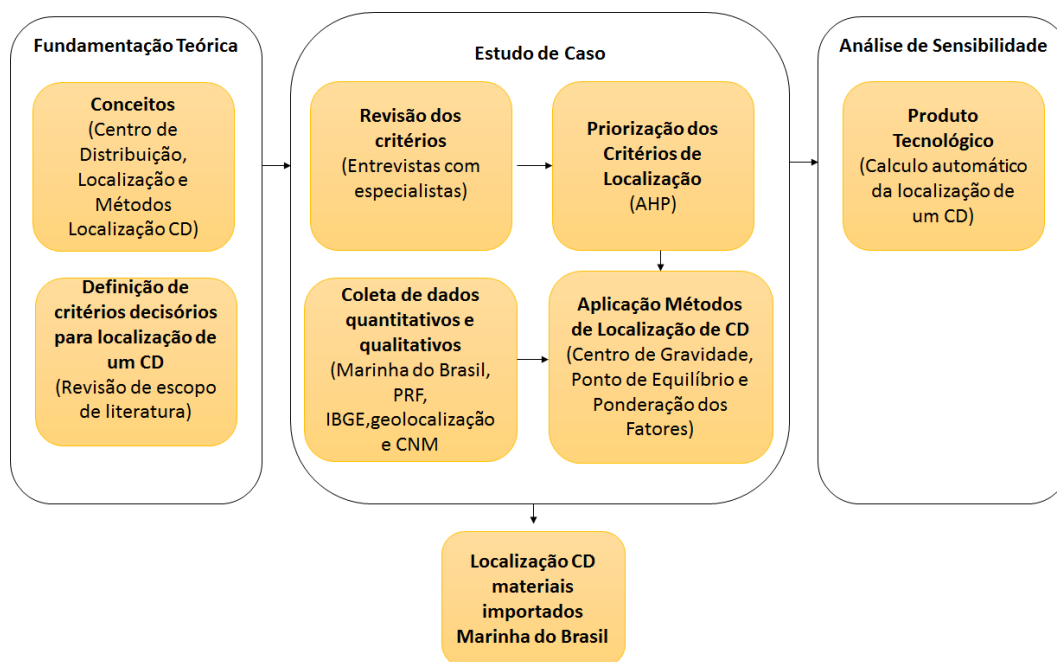 Fundamentação Teórica
Conceitos
(Centro de
Distribuição,
Localização e
Métodos
Localização CD)
Definição de
critérios decisórios
para localização de
um CD
(Revisão de escopo
de literatura)
Estudo de Caso
Revisão dos
critérios
(Entrevistas com
especialistas)
Priorização dos
Critérios de
Localização
(AHP)
Coleta de dados
quantitativos e
qualitativos
(Marinha do Brasil,
PRF,
IBGE,geolocalização
e CNM
Aplicação Métodos
de Localização de CD
(Centro de Gravidade,
Ponto de Equilíbrio e
Ponderação dos
Fatores)
Análise de Sensibilidade
Produto
Tecnológico
(Calculo automático
da localização de
um CD)
Localização CD
materiais
importados
Marinha do Brasil